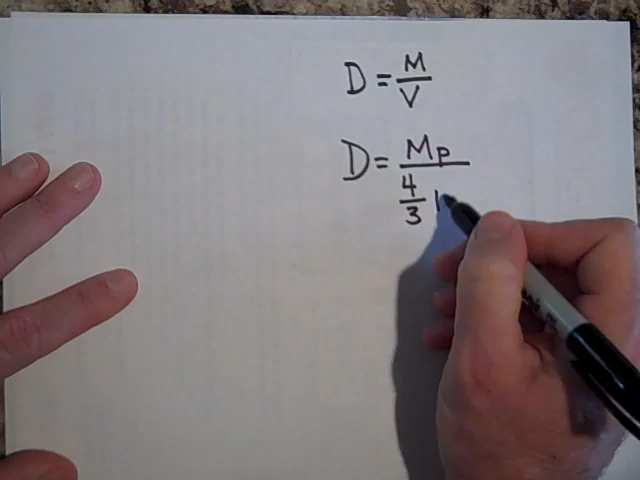 D = M/V
D = Mp
4/3